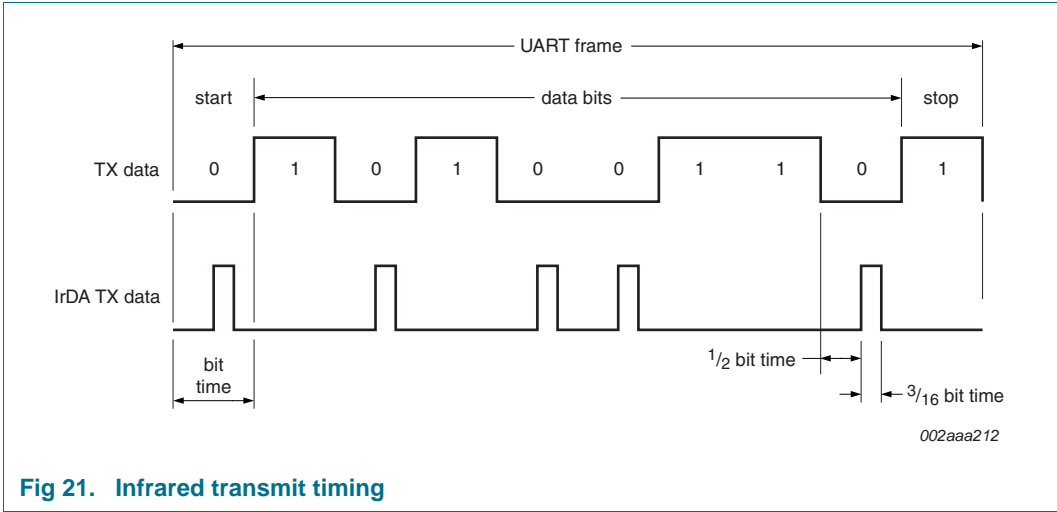 UART frame
start data bits stop
TX data 0 1 0 1 0 0 1 1 0 1
IrDA TX data
bit
time
1/2 bit time
3/16 bit time
002aaa212
Fig 21. Infrared transmit timing